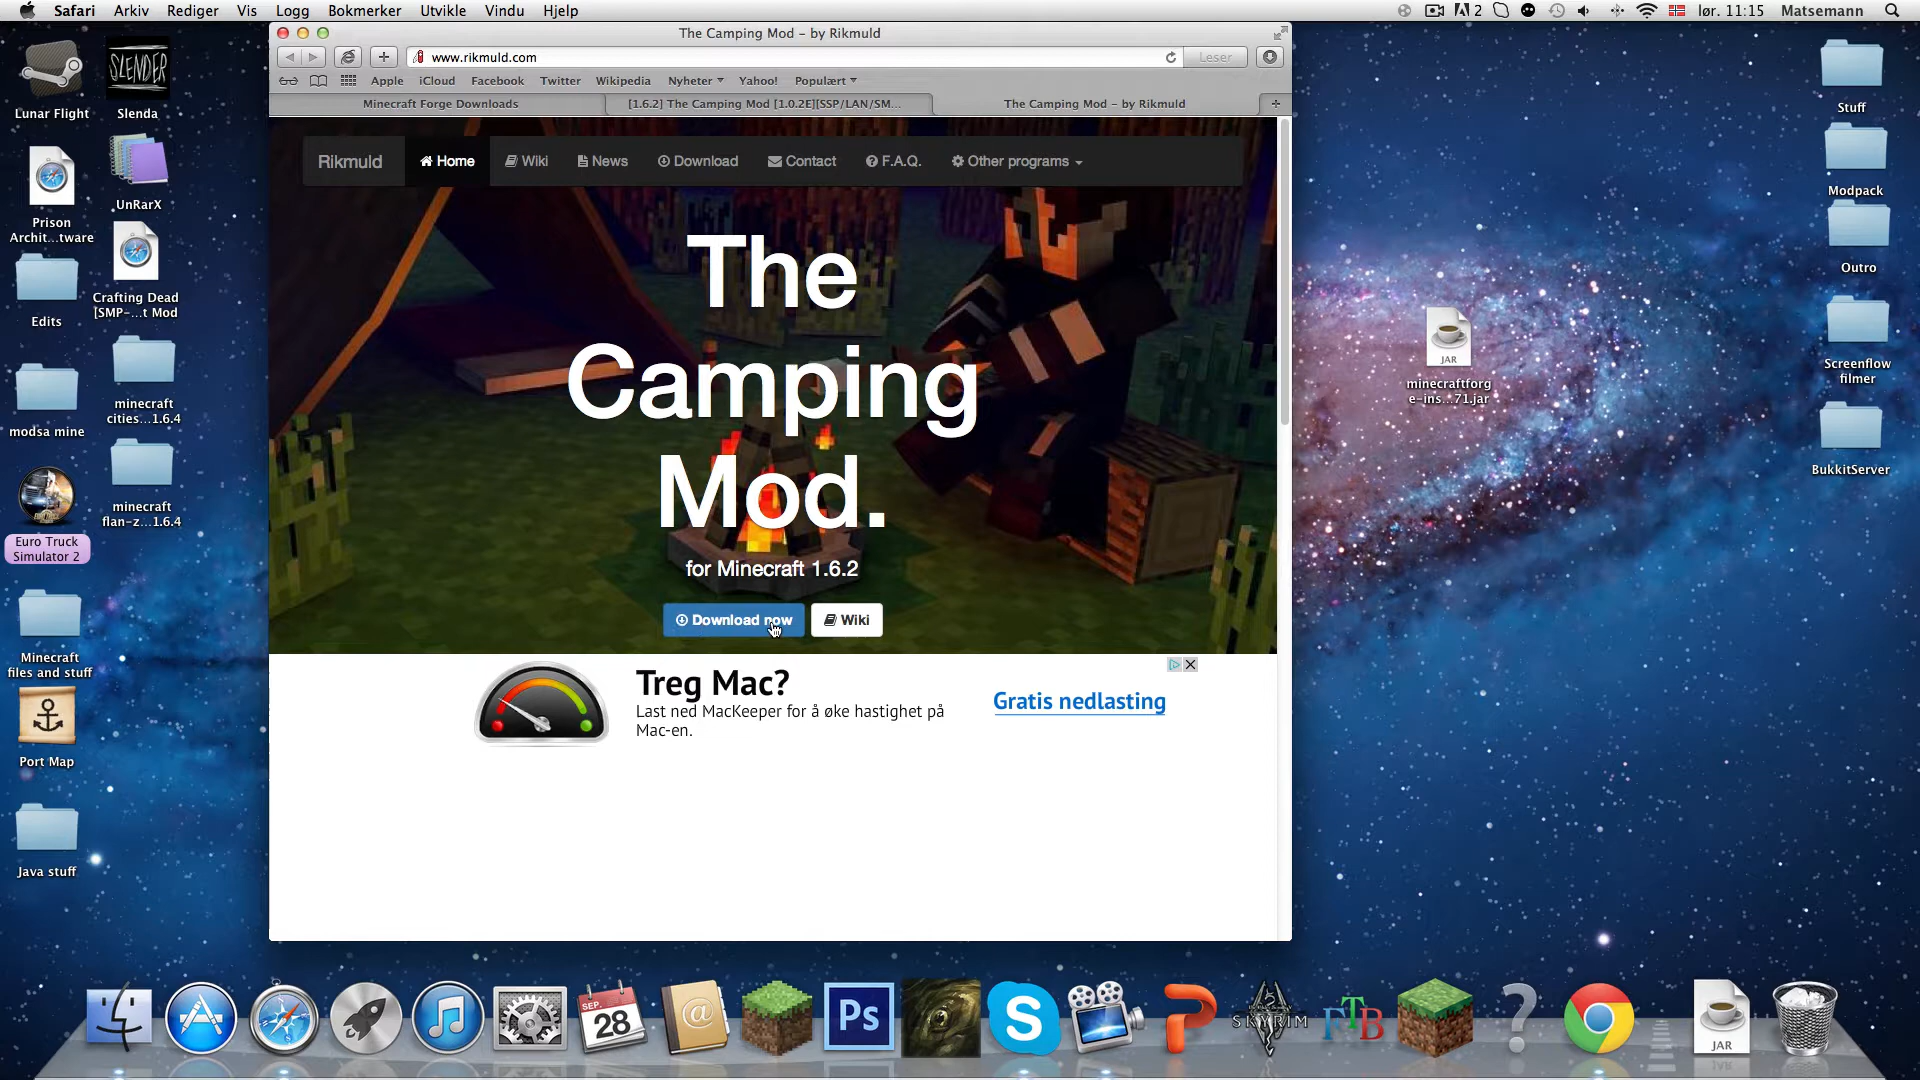 Safari Arkiv Rediger Vis Logg Bokmerker Utvikle Vindu Hjelp 2 lør. 11:15 Matsemann
The Camping Mod – by Rikmuld
www.rikmuld.com Leser
Apple iCloud Facebook Twitter Wikipedia Nyheter Yahoo! Populært
Minecraft Forge Downloads [1.6.2] The Camping Mod [1.0.2E][SSP/LAN/SM... The Camping Mod – by Rikmuld
Rikmuld Home Wiki News Download Contact F.A.Q. Other programs
The
Camping
Mod.
for Minecraft 1.6.2
Download now Wiki
Treg Mac?
Last ned MacKeeper for å øke hastighet på
Mac-en.
Gratis nedlasting
Lunar Flight
SLENDER
Slenda
Prison
Archit...tware
UnRarX
Edits
Crafting Dead
[SMP-...t Mod
modsa mine
minecraft
cities...1.6.4
Euro Truck
Simulator 2
minecraft
flan-z...1.6.4
Minecraft
files and stuff
Port Map
Java stuff
JAR
minecraftforg
e-ins...71.jar
Stuff
Modpack
Outro
Screenflow
filmer
BukkitServer
SEP.
28
@
Ps
S
SKYRIM
FTB
?
JAR